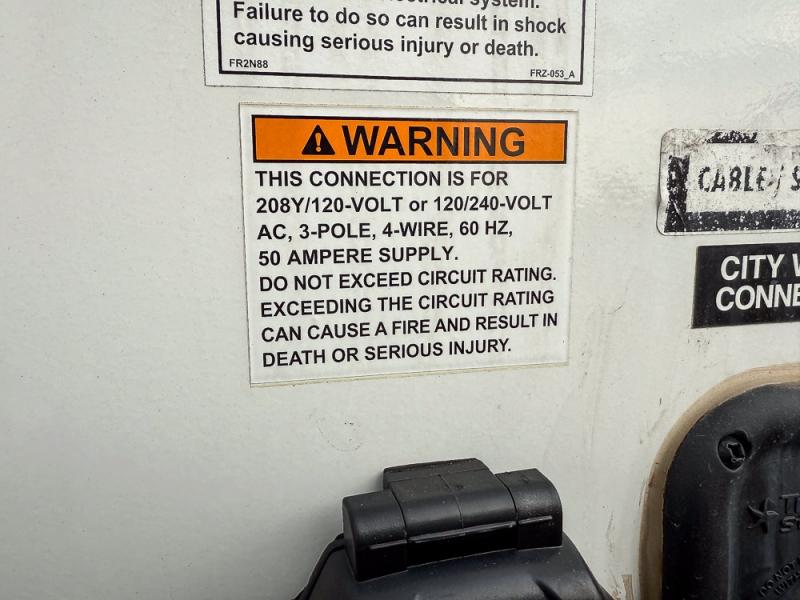 system.
Failure to do so can result in shock
causing serious injury or death.
FR2N88
FRZ-053_A
WARNING
THIS CONNECTION IS FOR
208Y/120-VOLT or 120/240-VOLT
AC, 3-POLE, 4-WIRE, 60 HZ,
50 AMPERE SUPPLY.
DO NOT EXCEED CIRCUIT RATING.
EXCEEDING THE CIRCUIT RATING
CAN CAUSE A FIRE AND RESULT IN
DEATH OR SERIOUS INJURY.
CABLE / S
CITY W
CONNE